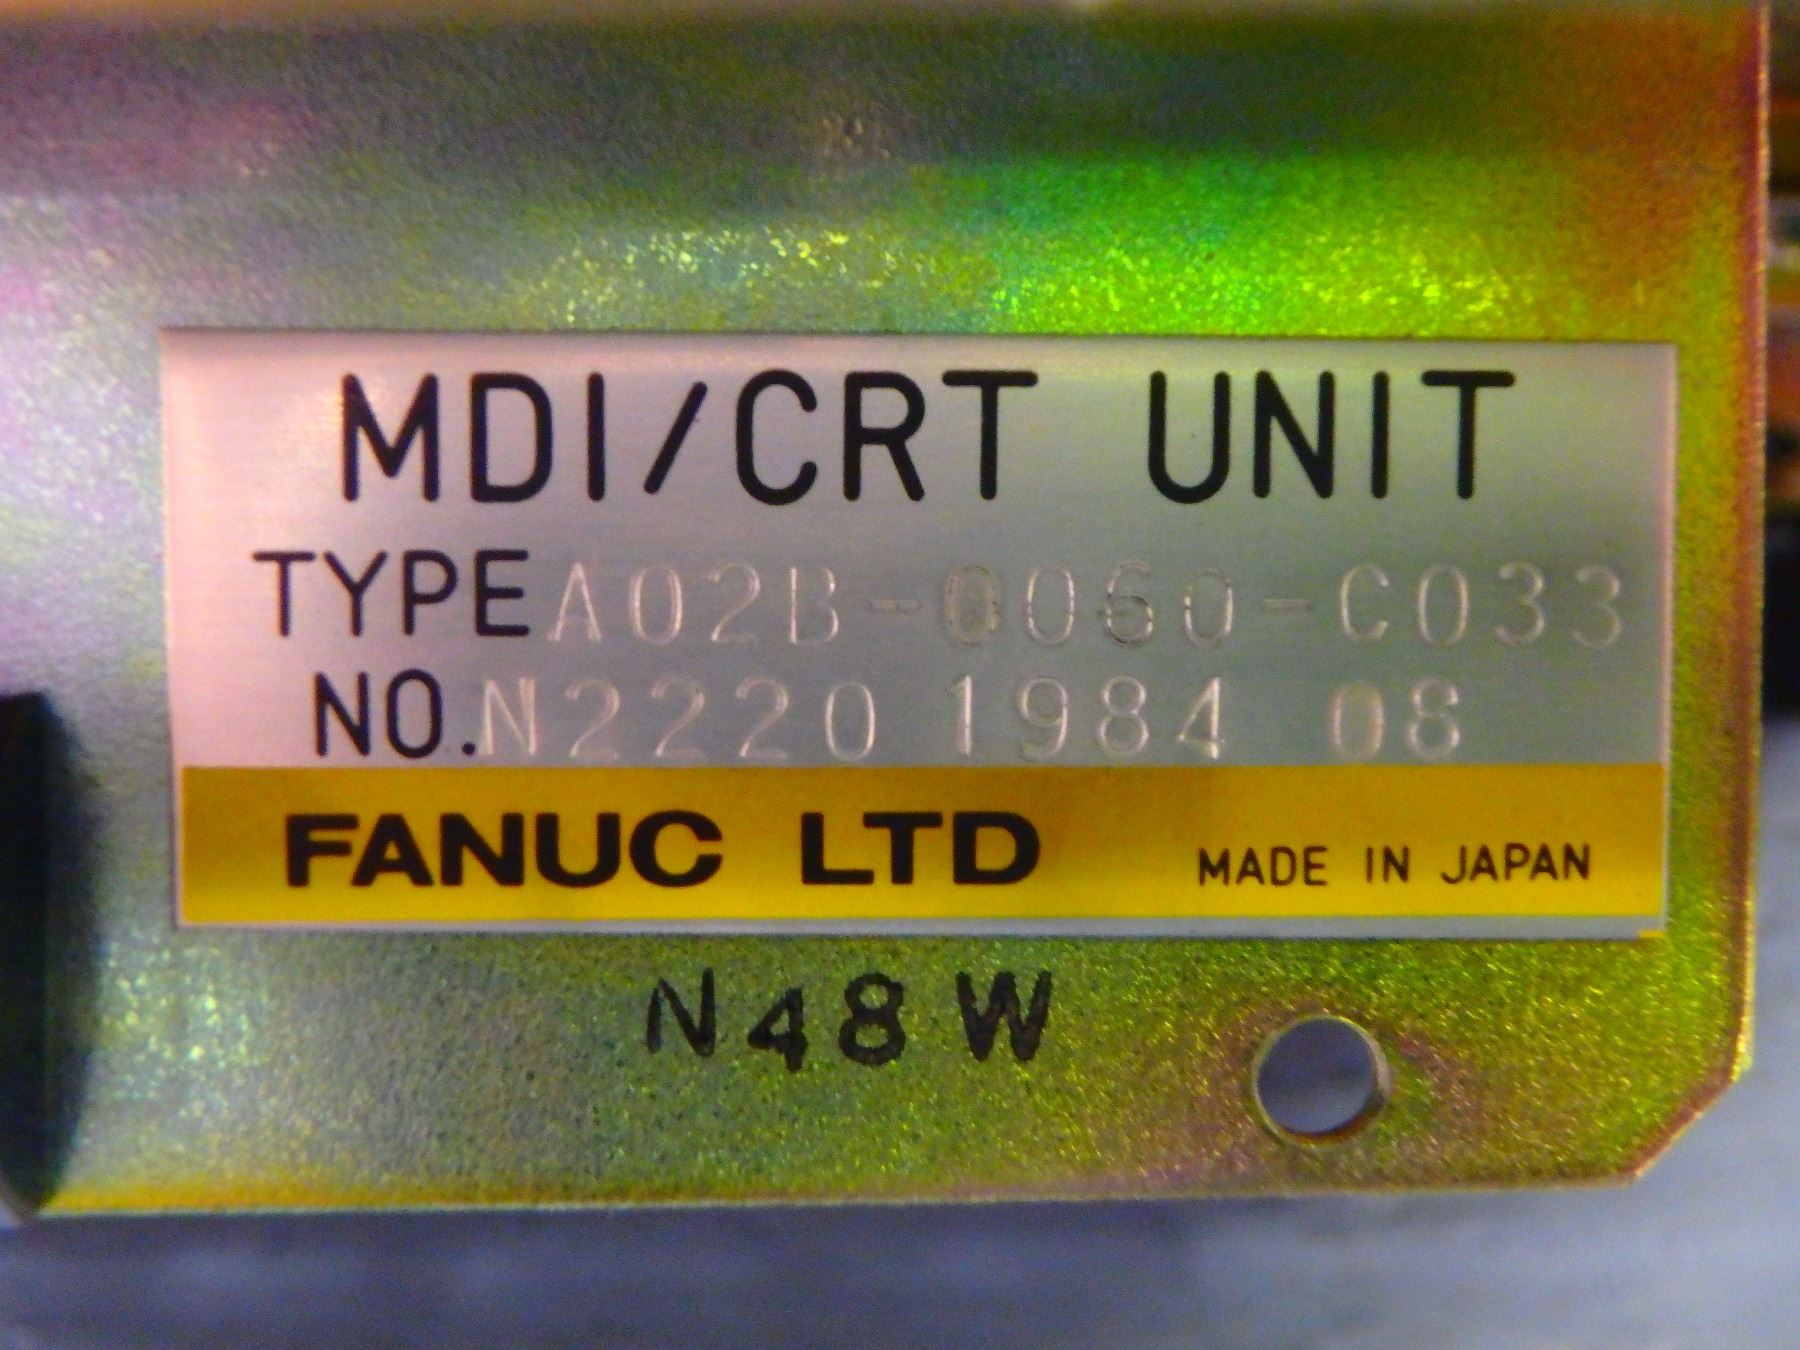 MDI/CRT UNIT
TYPE A02B-0060-C033
NO. N2220 1984 08
FANUC LTD MADE IN JAPAN
N48W